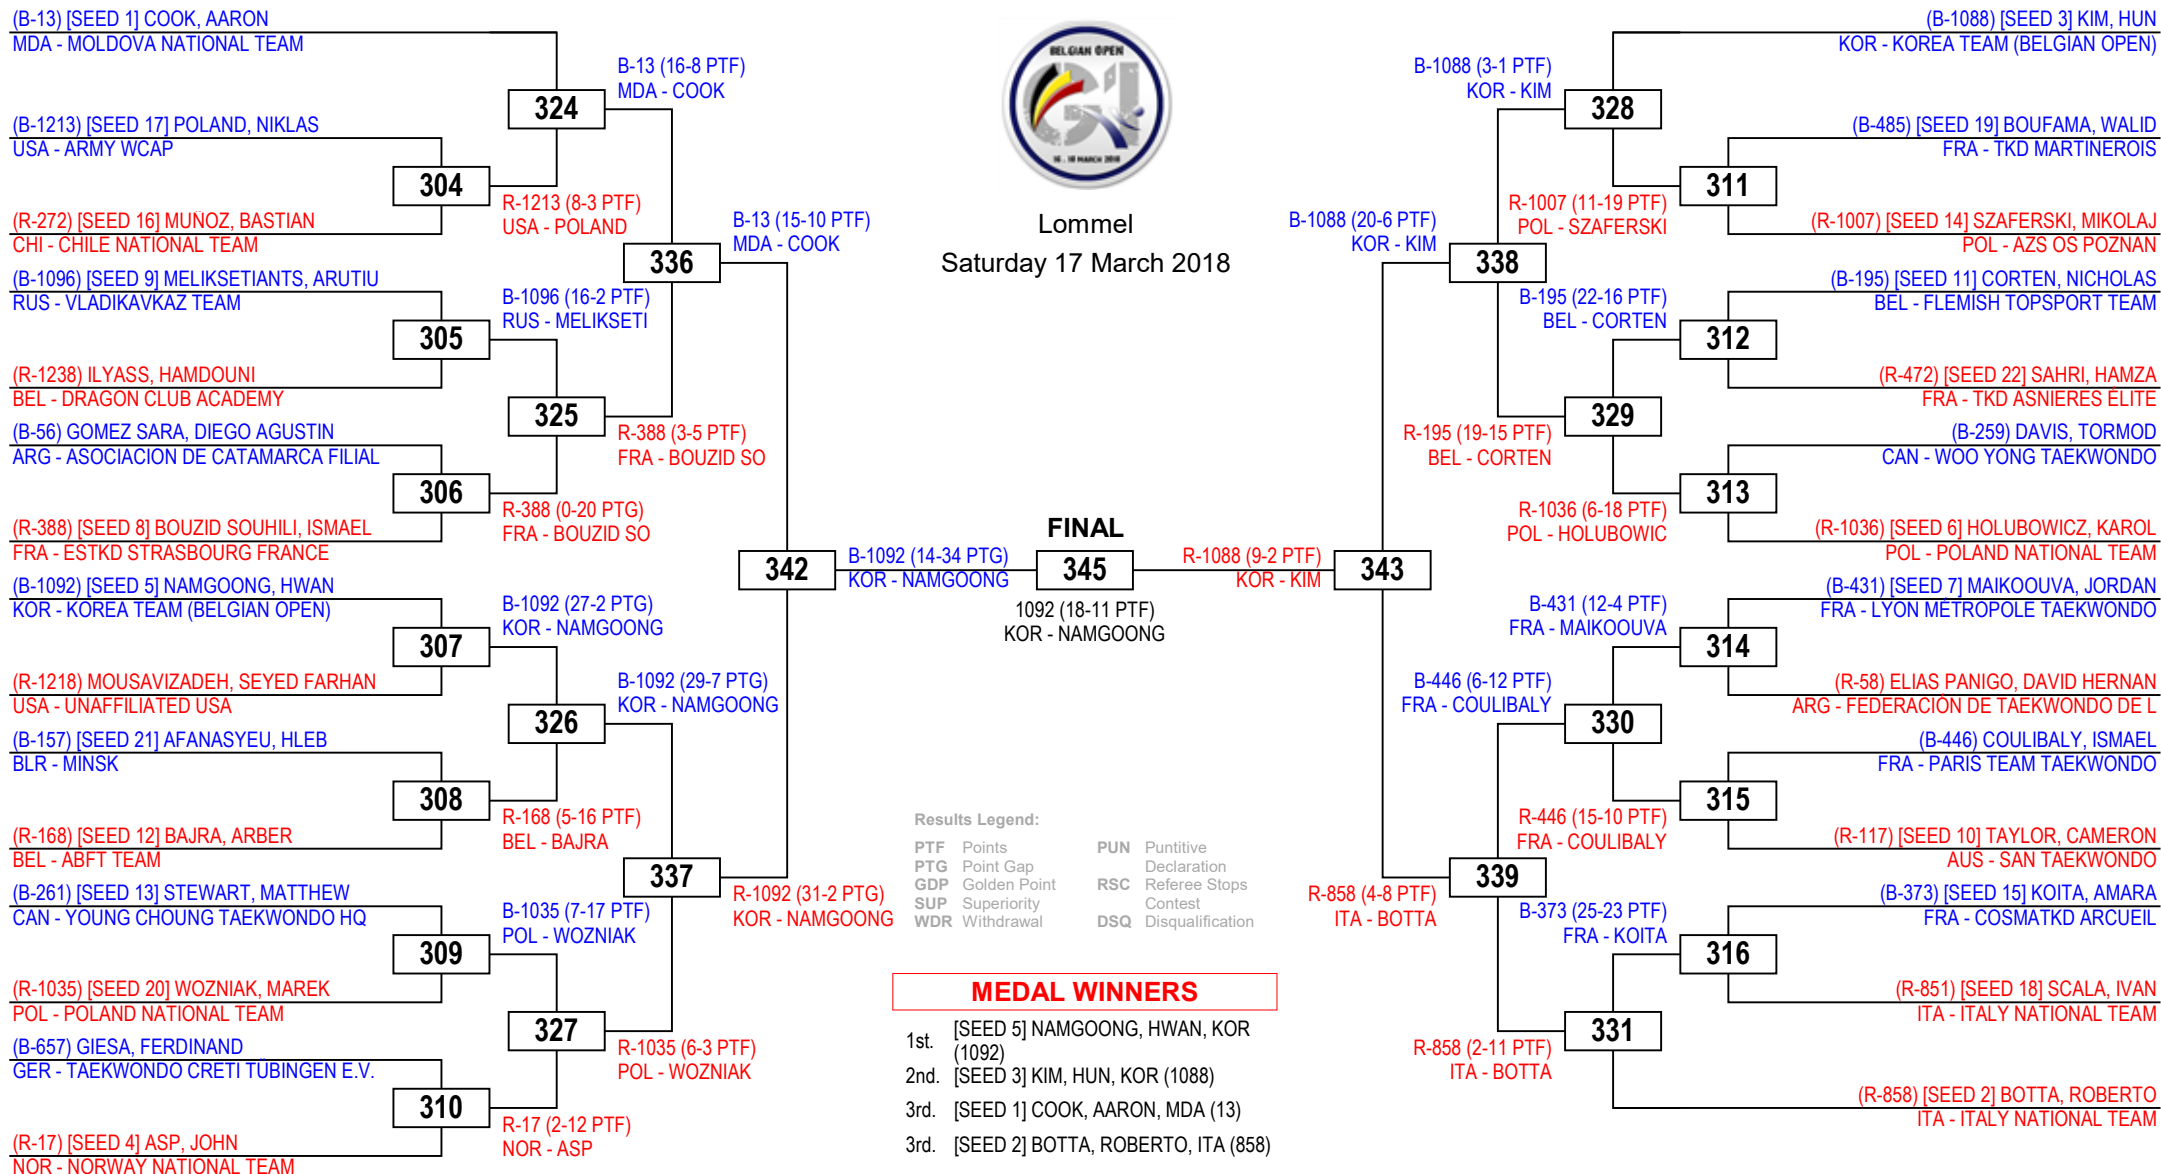 (B-13) [SEED 1] COOK, AARON
MDA - MOLDOVA NATIONAL TEAM
(B-1213) [SEED 17] POLAND, NIKLAS
USA - ARMY WCAP
(R-272) [SEED 16] MUÑOZ, BASTIAN
CHI - CHILE NATIONAL TEAM
(B-1096) [SEED 9] MELIKSETIANTS, ARUTIU
RUS - VLADIKAVKAZ TEAM
(R-1238) ILYASS, HAMDOUNI
BEL - DRAGON CLUB ACADEMY
(B-56) GOMEZ SARA, DIEGO AGUSTIN
ARG - ASOCIACION DE CATAMARCA FILIAL
(R-388) [SEED 8] BOUZID SOUHILI, ISMAEL
FRA - ESTKD STRASBOURG FRANCE
(B-1092) [SEED 5] NAMGOONG, HWAN
KOR - KOREA TEAM (BELGIAN OPEN)
(R-1218) MOUSAVIZADEH, SEYED FARHAN
USA - UNAFFILIATED USA
(B-157) [SEED 21] AFANASYEU, HLEB
BLR - MINSK
(R-168) [SEED 12] BAJRA, ARBER
BEL - ABFT TEAM
(B-261) [SEED 13] STEWART, MATTHEW
CAN - YOUNG CHOUNG TAEKWONDO HQ
(R-1035) [SEED 20] WOZNIAK, MAREK
POL - POLAND NATIONAL TEAM
(B-657) GIESA, FERDINAND
GER - TAEKWONDO CRETI TÜBINGEN E.V.
(R-17) [SEED 4] ASP, JOHN
NOR - NORWAY NATIONAL TEAM
304
305
306
307
308
309
310
R-1213 (8-3 PTF)
USA - POLAND
B-1096 (16-2 PTF)
RUS - MELIKSETI
R-388 (0-20 PTG)
FRA - BOUZID SO
B-1092 (27-2 PTG)
KOR - NAMGOONG
R-168 (5-16 PTF)
BEL - BAJRA
B-1035 (7-17 PTF)
POL - WOZNIAK
R-17 (2-12 PTF)
NOR - ASP
324
325
326
327
B-13 (16-8 PTF)
MDA - COOK
R-388 (3-5 PTF)
FRA - BOUZID SO
B-1092 (29-7 PTG)
KOR - NAMGOONG
R-1035 (6-3 PTF)
POL - WOZNIAK
336
337
B-13 (15-10 PTF)
MDA - COOK
R-1092 (31-2 PTG)
KOR - NAMGOONG
342
B-1092 (14-34 PTG)
KOR - NAMGOONG
BELGIAN OPEN
G1
16 . 18 MARCH 2018
Lommel
Saturday 17 March 2018
FINAL
345
1092 (18-11 PTF)
KOR - NAMGOONG
Results Legend:
PTF Points
PTG Point Gap
GDP Golden Point
SUP Superiority
WDR Withdrawal
PUN Puntitive
Declaration
RSC Referee Stops
Contest
DSQ Disqualification
MEDAL WINNERS
1st. [SEED 5] NAMGOONG, HWAN, KOR
(1092)
2nd. [SEED 3] KIM, HUN, KOR (1088)
3rd. [SEED 1] COOK, AARON, MDA (13)
3rd. [SEED 2] BOTTA, ROBERTO, ITA (858)
R-1088 (9-2 PTF)
KOR - KIM
343
B-1088 (20-6 PTF)
KOR - KIM
R-858 (4-8 PTF)
ITA - BOTTA
338
339
B-1088 (3-1 PTF)
KOR - KIM
R-195 (19-15 PTF)
BEL - CORTEN
B-446 (6-12 PTF)
FRA - COULIBALY
R-858 (2-11 PTF)
ITA - BOTTA
328
329
330
331
R-1007 (11-19 PTF)
POL - SZAFERSKI
B-195 (22-16 PTF)
BEL - CORTEN
R-1036 (6-18 PTF)
POL - HOLUBOWIC
B-431 (12-4 PTF)
FRA - MAIKOOUVA
R-446 (15-10 PTF)
FRA - COULIBALY
B-373 (25-23 PTF)
FRA - KOITA
311
312
313
314
315
316
(B-1088) [SEED 3] KIM, HUN
KOR - KOREA TEAM (BELGIAN OPEN)
(B-485) [SEED 19] BOUFAMA, WALID
FRA - TKD MARTINEROIS
(R-1007) [SEED 14] SZAFERSKI, MIKOLAJ
POL - AZS OS POZNAN
(B-195) [SEED 11] CORTEN, NICHOLAS
BEL - FLEMISH TOPSPORT TEAM
(R-472) [SEED 22] SAHRI, HAMZA
FRA - TKD ASNIERES ÉLITE
(B-259) DAVIS, TORMOD
CAN - WOO YONG TAEKWONDO
(R-1036) [SEED 6] HOLUBOWICZ, KAROL
POL - POLAND NATIONAL TEAM
(B-431) [SEED 7] MAIKOOUVA, JORDAN
FRA - LYON MÉTROPOLE TAEKWONDO
(R-58) ELIAS PANIGO, DAVID HERNAN
ARG - FEDERACIÓN DE TAEKWONDO DE L
(B-446) COULIBALY, ISMAEL
FRA - PARIS TEAM TAEKWONDO
(R-117) [SEED 10] TAYLOR, CAMERON
AUS - SAN TAEKWONDO
(B-373) [SEED 15] KOITA, AMARA
FRA - COSMATKD ARCUEIL
(R-851) [SEED 18] SCALA, IVAN
ITA - ITALY NATIONAL TEAM
(R-858) [SEED 2] BOTTA, ROBERTO
ITA - ITALY NATIONAL TEAM